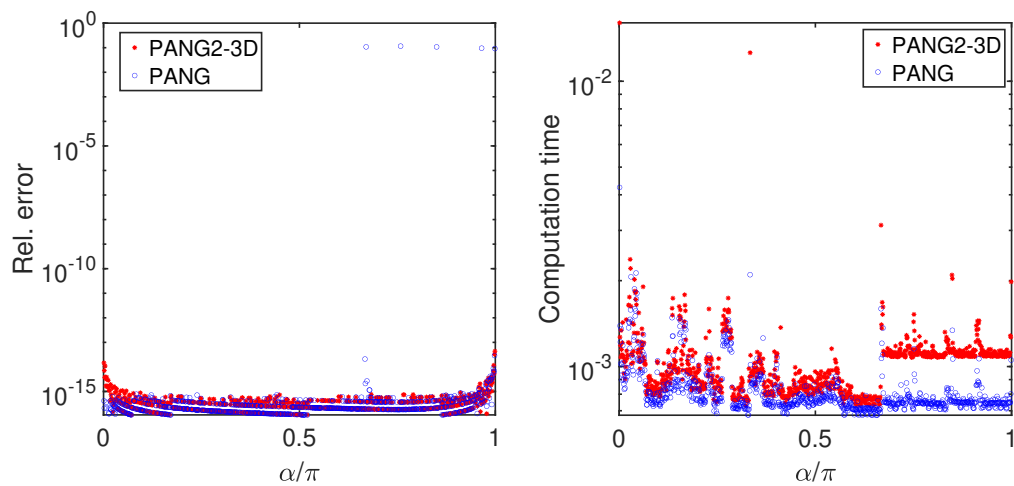 10^0
10^-5
10^-10
10^-15
Rel. error
0
0.5
1
α/π
PANG2-3D
PANG
10^-2
10^-3
Computation time
0
0.5
1
α/π
PANG2-3D
PANG